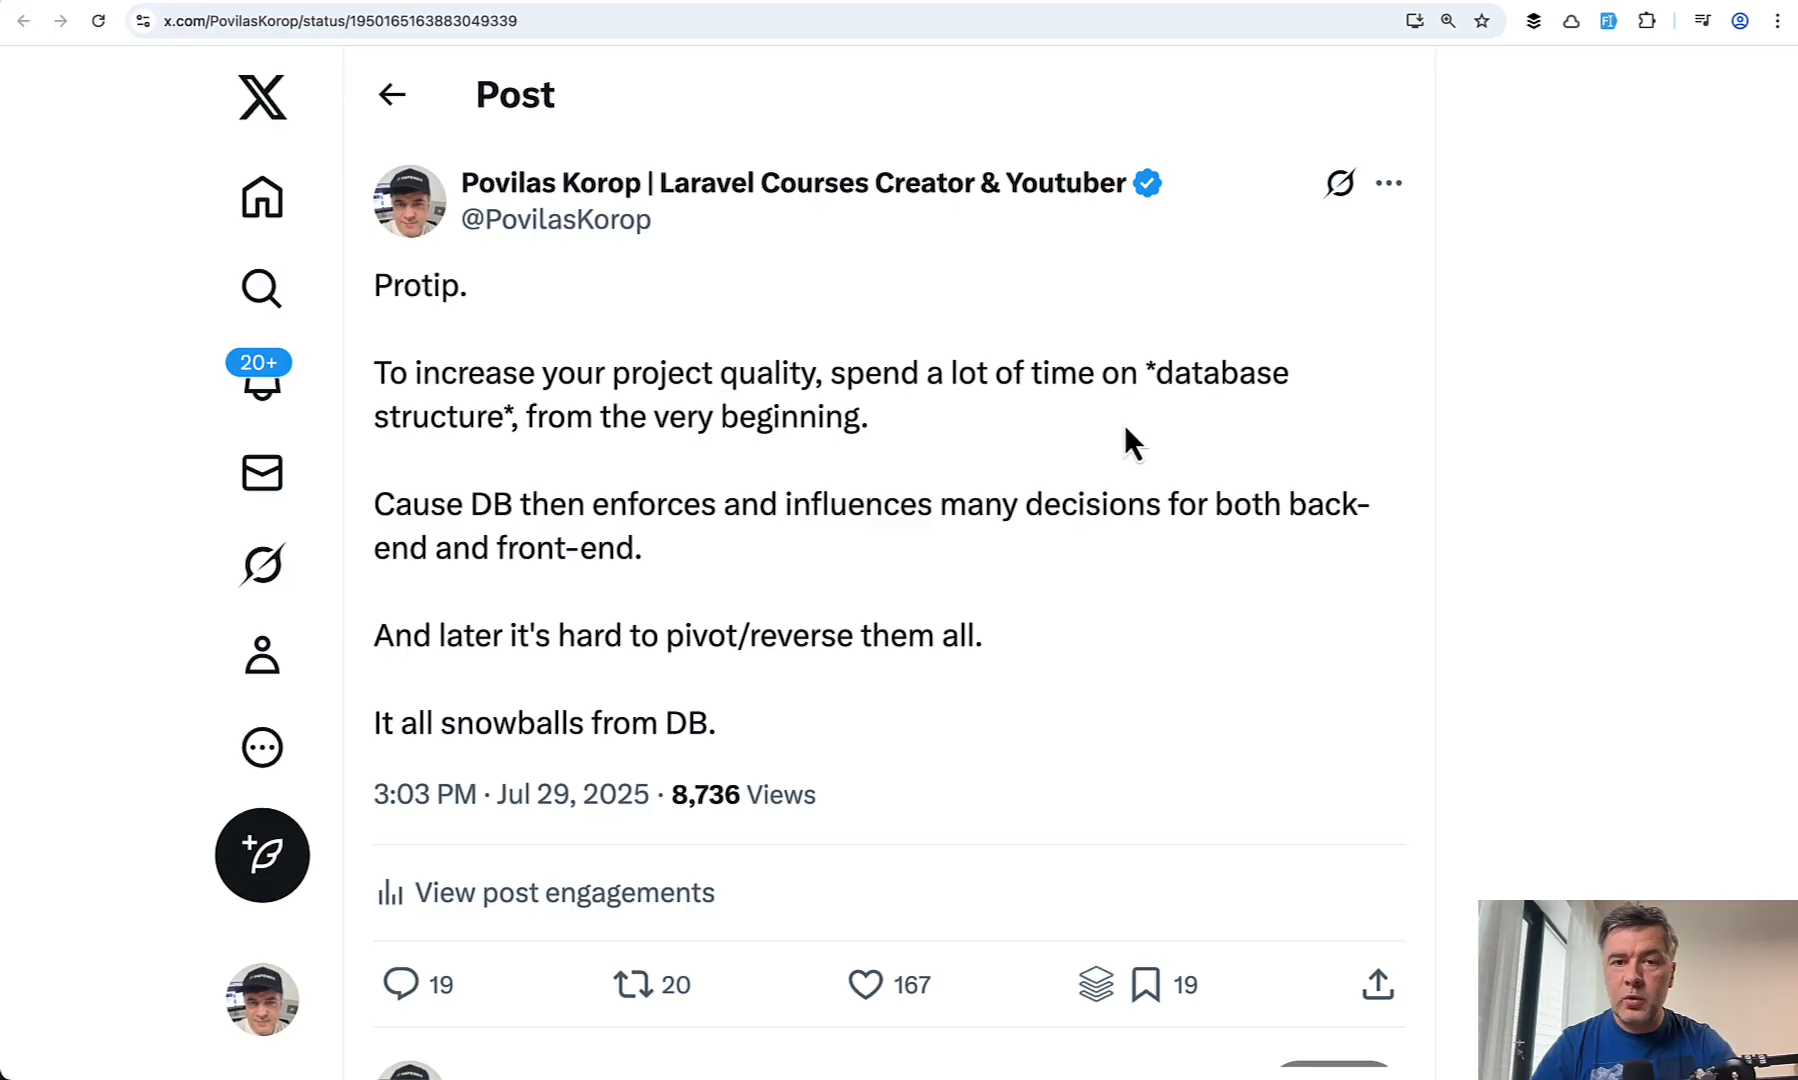 x.com/PovilasKorop/status/1950165163883049339
Post
Povilas Korop | Laravel Courses Creator & Youtuber
@PovilasKorop
Protip.
To increase your project quality, spend a lot of time on *database
structure*, from the very beginning.
Cause DB then enforces and influences many decisions for both back-
end and front-end.
And later it's hard to pivot/reverse them all.
It all snowballs from DB.
3:03 PM · Jul 29, 2025 · 8,736 Views
View post engagements
19
20
167
19
20+